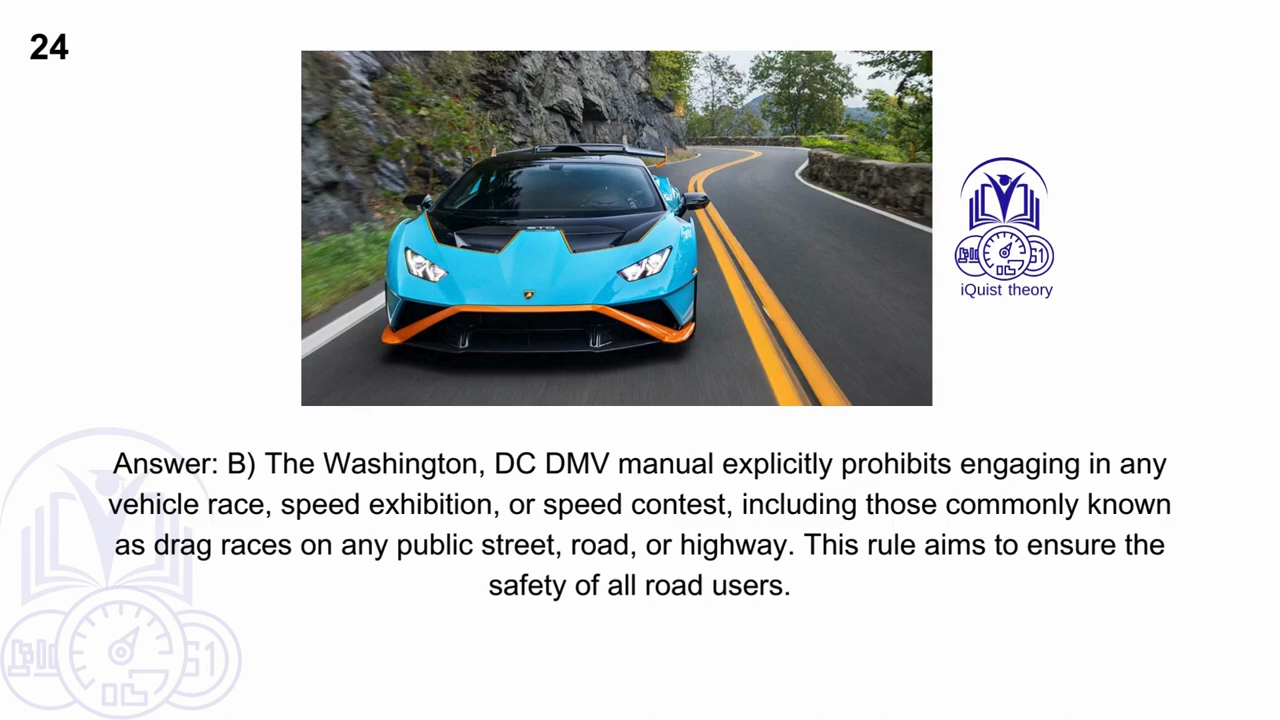 24
iQuist theory
Answer: B) The Washington, DC DMV manual explicitly prohibits engaging in any
vehicle race, speed exhibition, or speed contest, including those commonly known
as drag races on any public street, road, or highway. This rule aims to ensure the
safety of all road users.